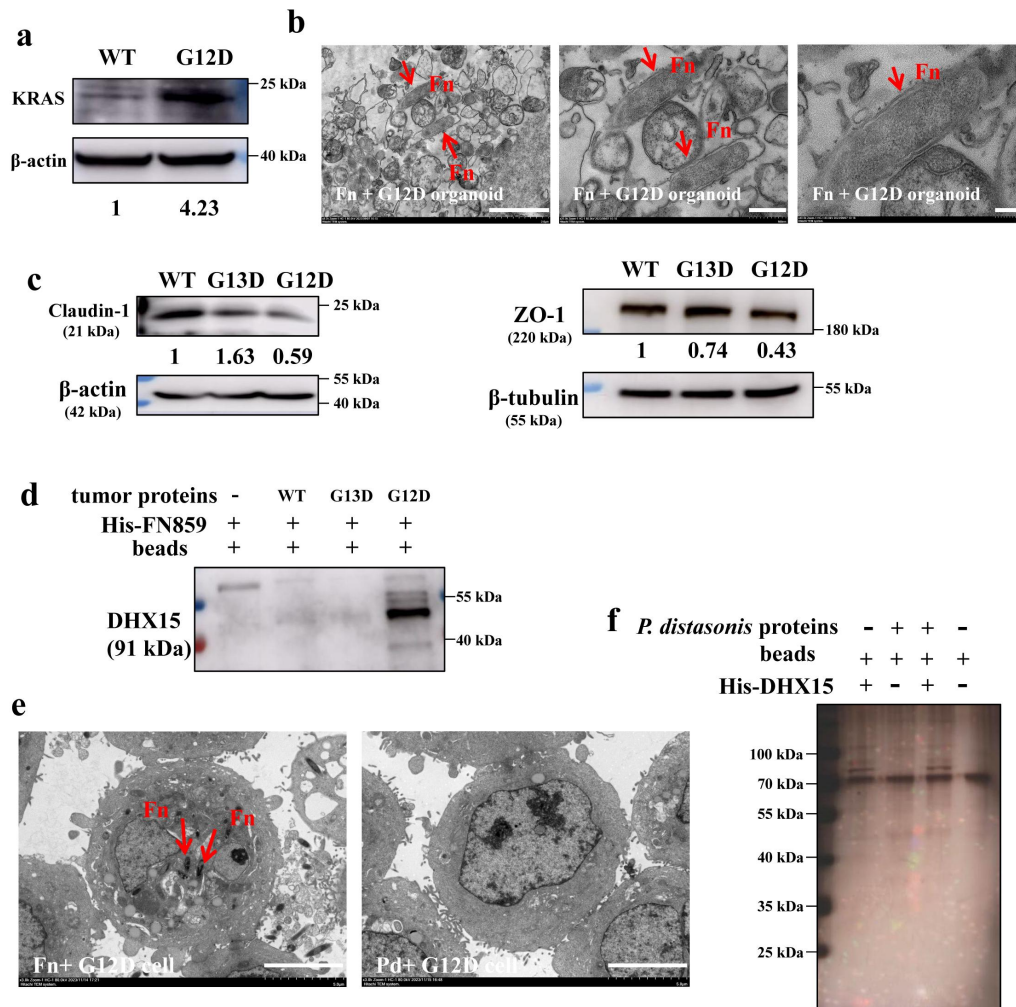 a
WT G12D
KRAS
25 kDa
β-actin
40 kDa
1 4.23
b
Fn
Fn
Fn + G12D organoid
Fn
Fn
Fn + G12D organoid
Fn
Fn + G12D organoid
c
WT G13D G12D
Claudin-1
(21 kDa)
25 kDa
1 1.63 0.59
β-actin
(42 kDa)
55 kDa
40 kDa
WT G13D G12D
ZO-1
(220 kDa)
180 kDa
1 0.74 0.43
β-tubulin
(55 kDa)
55 kDa
d
tumor proteins - WT G13D G12D
His-FN859 + + + +
beads + + + +
DHX15
(91 kDa)
55 kDa
40 kDa
e
Fn Fn
Fn+ G12D cell
Pd+ G12D cell
f
P. distasonis proteins - + + -
beads + + + +
His-DHX15 + - + -
100 kDa
70 kDa
55 kDa
40 kDa
35 kDa
25 kDa